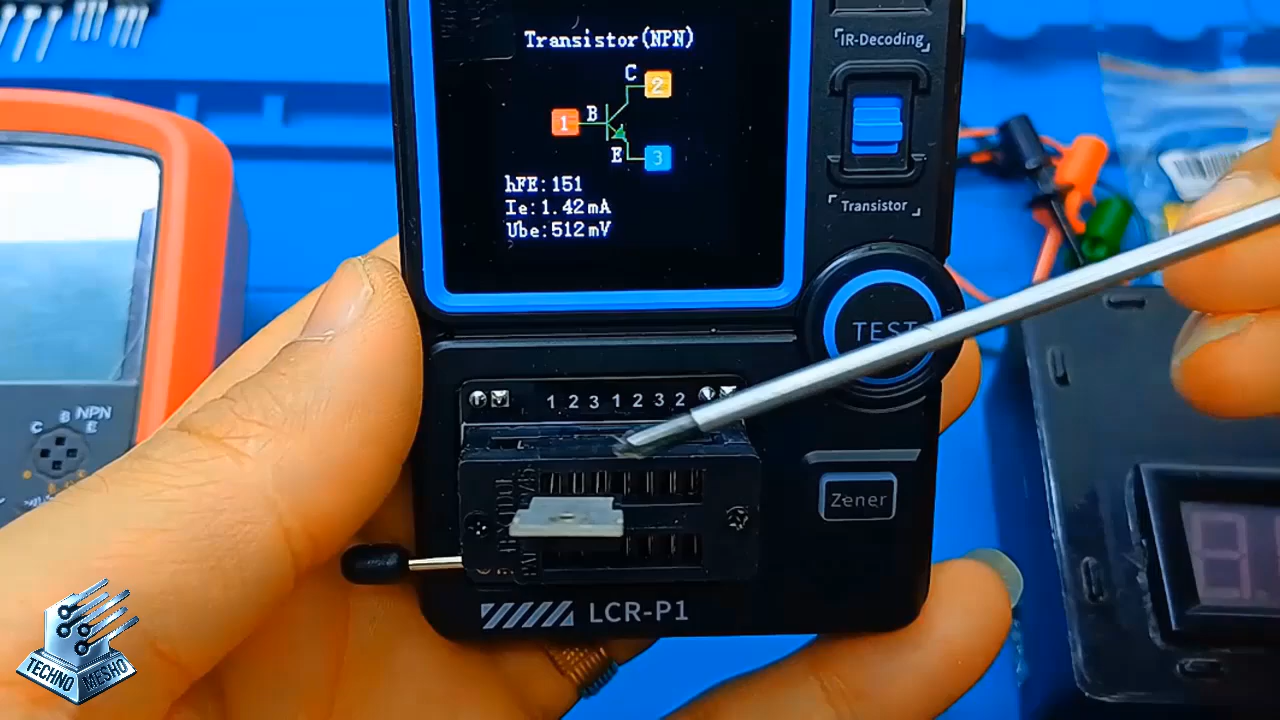 Transistor(NPN)
C
2
1
B
E
3
hFE:151
Ie:1.42mA
Ube:512mV
IR-Decoding
Transistor
TEST
1 2 3 1 2 3 2
Zener
LCR-P1
B NPN
C
E
TECHNO MESHO